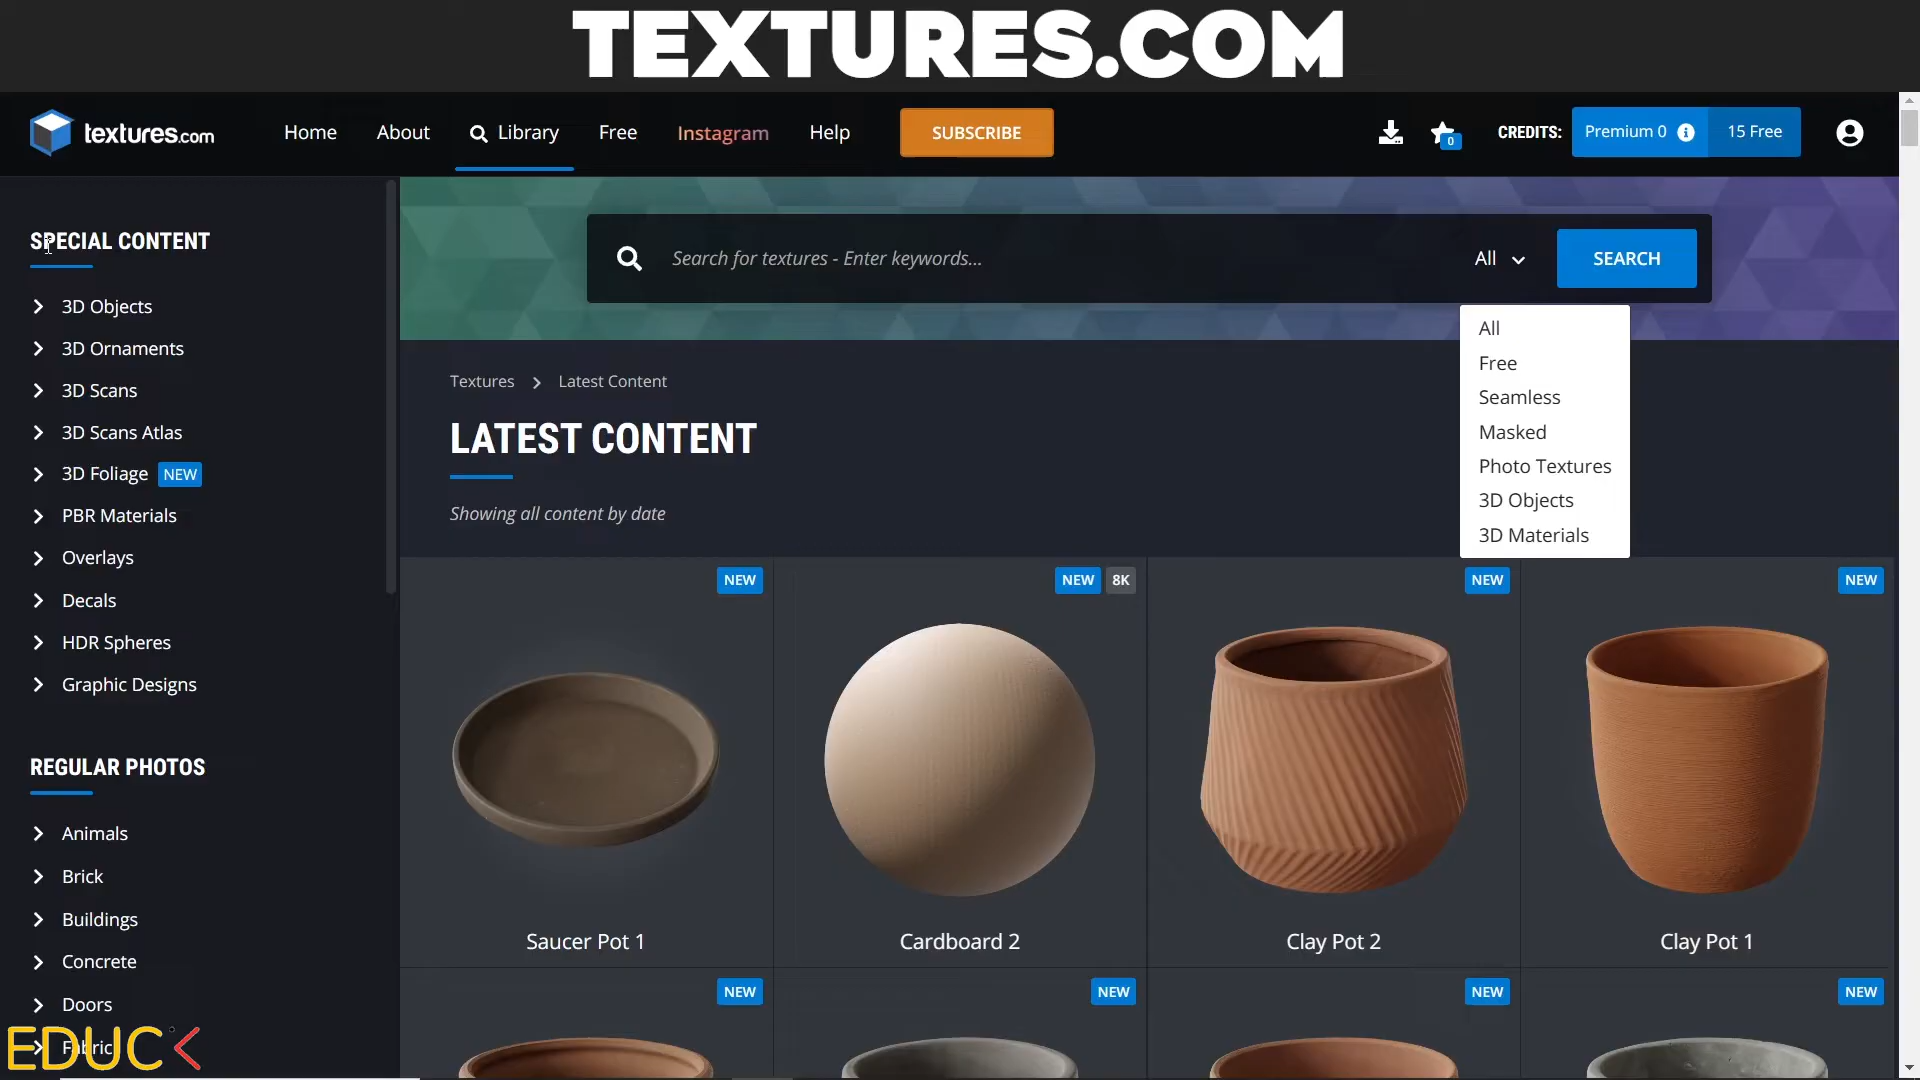 TEXTURES.COM
textures.com
Home
About
Library
Free
Instagram
Help
SUBSCRIBE
0
CREDITS:
Premium 0
15 Free
SPECIAL CONTENT
3D Objects
3D Ornaments
3D Scans
3D Scans Atlas
3D Foliage NEW
PBR Materials
Overlays
Decals
HDR Spheres
Graphic Designs
REGULAR PHOTOS
Animals
Brick
Buildings
Concrete
Doors
Fabric
EDUCK
Search for textures - Enter keywords...
All
SEARCH
All
Free
Seamless
Masked
Photo Textures
3D Objects
3D Materials
Textures > Latest Content
LATEST CONTENT
Showing all content by date
NEW
NEW 8K
NEW
NEW
Saucer Pot 1
Cardboard 2
Clay Pot 2
Clay Pot 1
NEW
NEW
NEW
NEW